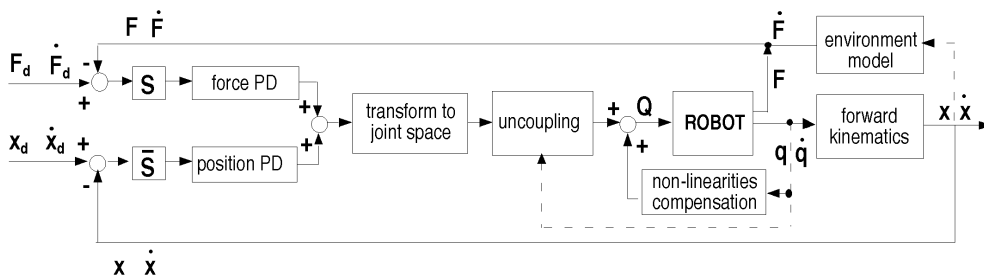 F Ḟ
Ḟ
F_d Ḟ_d
-
+
S
force PD
+
+
transform to
joint space
uncoupling
+
Q
+
ROBOT
F
environment
model
forward
kinematics
x ẋ
x_d ẋ_d
+
-
S̄
position PD
q q̇
non-linearities
compensation
x ẋ